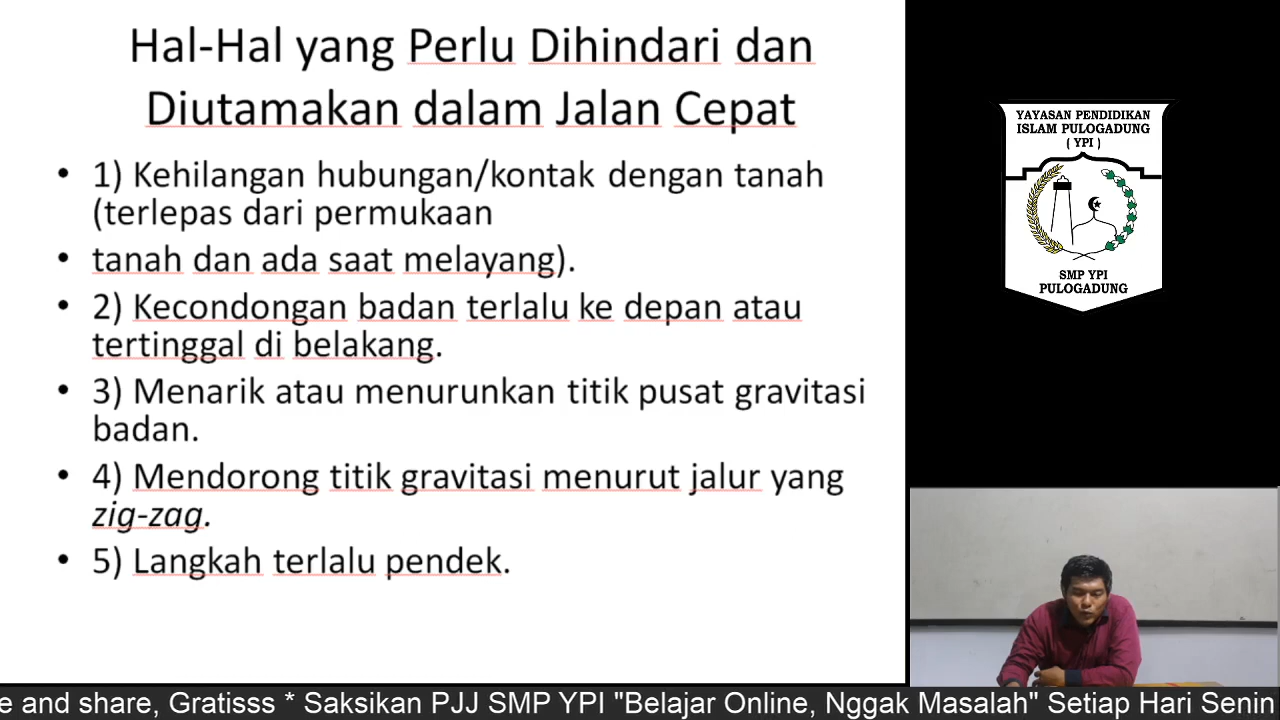 Hal-Hal yang Perlu Dihindari dan
Diutamakan dalam Jalan Cepat
• 1) Kehilangan hubungan/kontak dengan tanah
(terlepas dari permukaan
• tanah dan ada saat melayang).
• 2) Kecondongan badan terlalu ke depan atau
tertinggal di belakang.
• 3) Menarik atau menurunkan titik pusat gravitasi
badan.
• 4) Mendorong titik gravitasi menurut jalur yang
zig-zag.
• 5) Langkah terlalu pendek.
YAYASAN PENDIDIKAN
ISLAM PULOGADUNG
( YPI )
SMP YPI
PULOGADUNG
e and share, Gratisss * Saksikan PJJ SMP YPI "Belajar Online, Nggak Masalah" Setiap Hari Senin